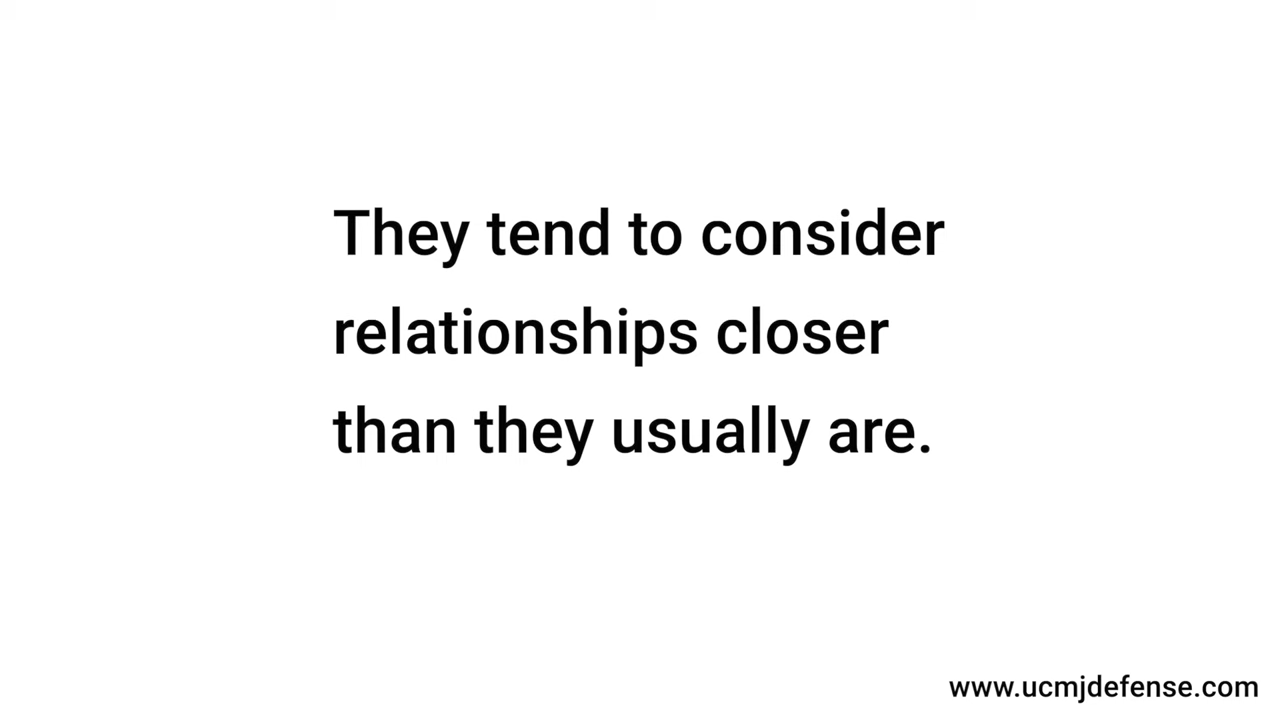 They tend to consider
relationships closer
than they usually are.
www.ucmjdefense.com